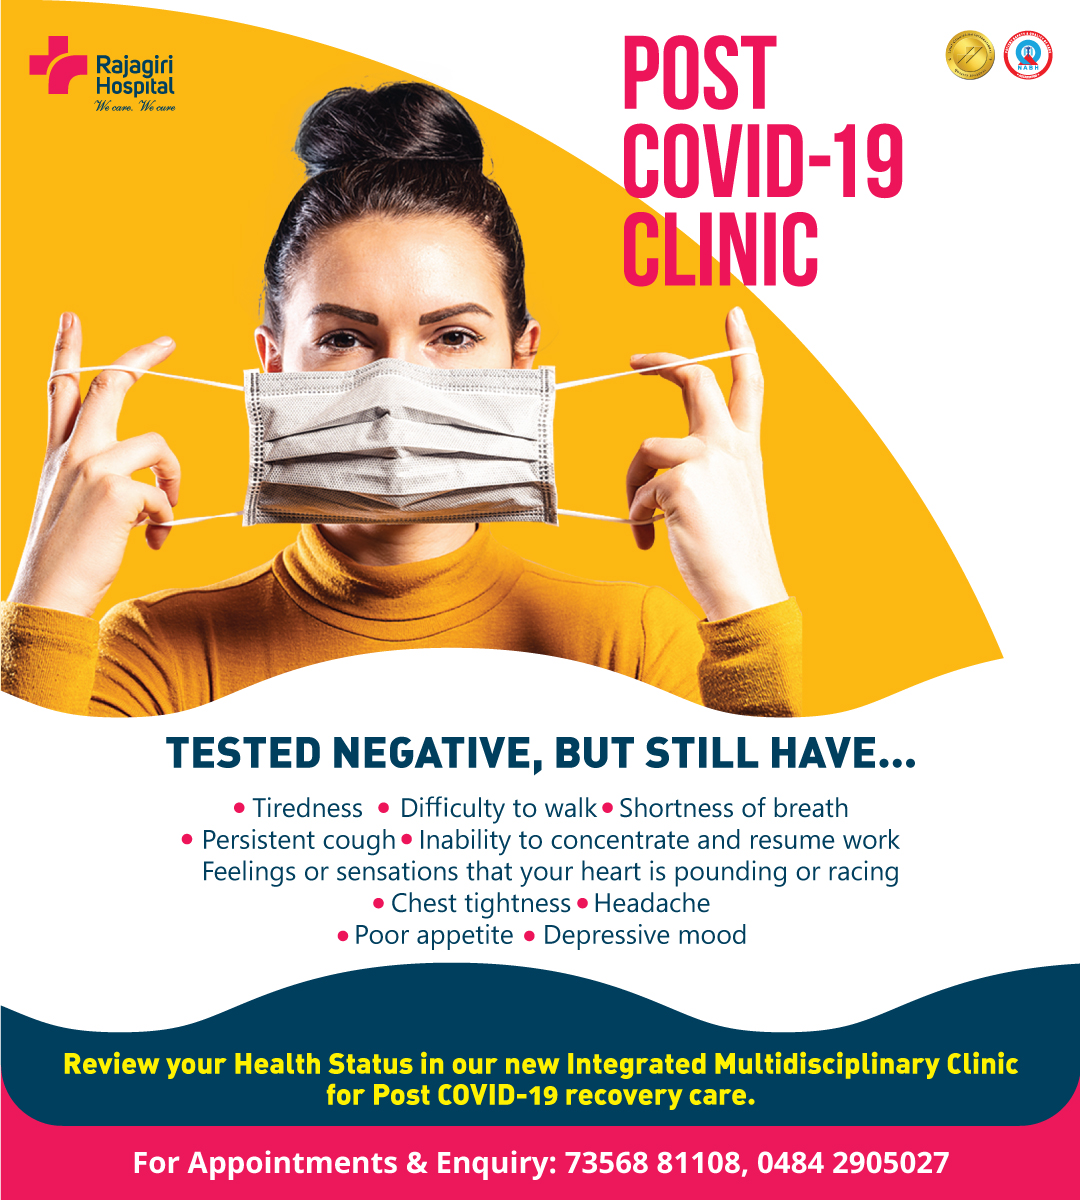 Rajagiri
Hospital
We care. We cure
POST
COVID-19
CLINIC
NABH
TESTED NEGATIVE, BUT STILL HAVE...
• Tiredness • Difficulty to walk • Shortness of breath
• Persistent cough • Inability to concentrate and resume work
Feelings or sensations that your heart is pounding or racing
• Chest tightness • Headache
• Poor appetite • Depressive mood
Review your Health Status in our new Integrated Multidisciplinary Clinic
for Post COVID-19 recovery care.
For Appointments & Enquiry: 73568 81108, 0484 2905027